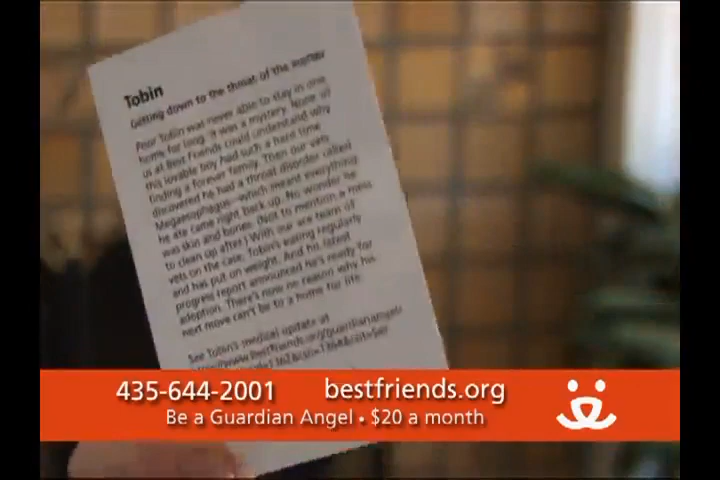 Tobin
Getting down to the throat of the matter
Poor Tobin was never able to stay in one
home for long. It was a mystery. None of
us at Best Friends could understand why
this lovable boy had such a hard time
finding a forever family. Then our vets
discovered he had a throat disorder called
Megaesophagus—which meant everything
he ate came right back up. No wonder he
was skin and bones. (Not to mention a mess
to clean up after.) With our are team of
vets on the case, Tobin's eating regularly
and has put on weight. And his latest
progress report announced he's ready for
adoption. There's now no reason why his
next move can't be to a home for life.
See Tobin's medical update at
435-644-2001 bestfriends.org
Be a Guardian Angel • $20 a month